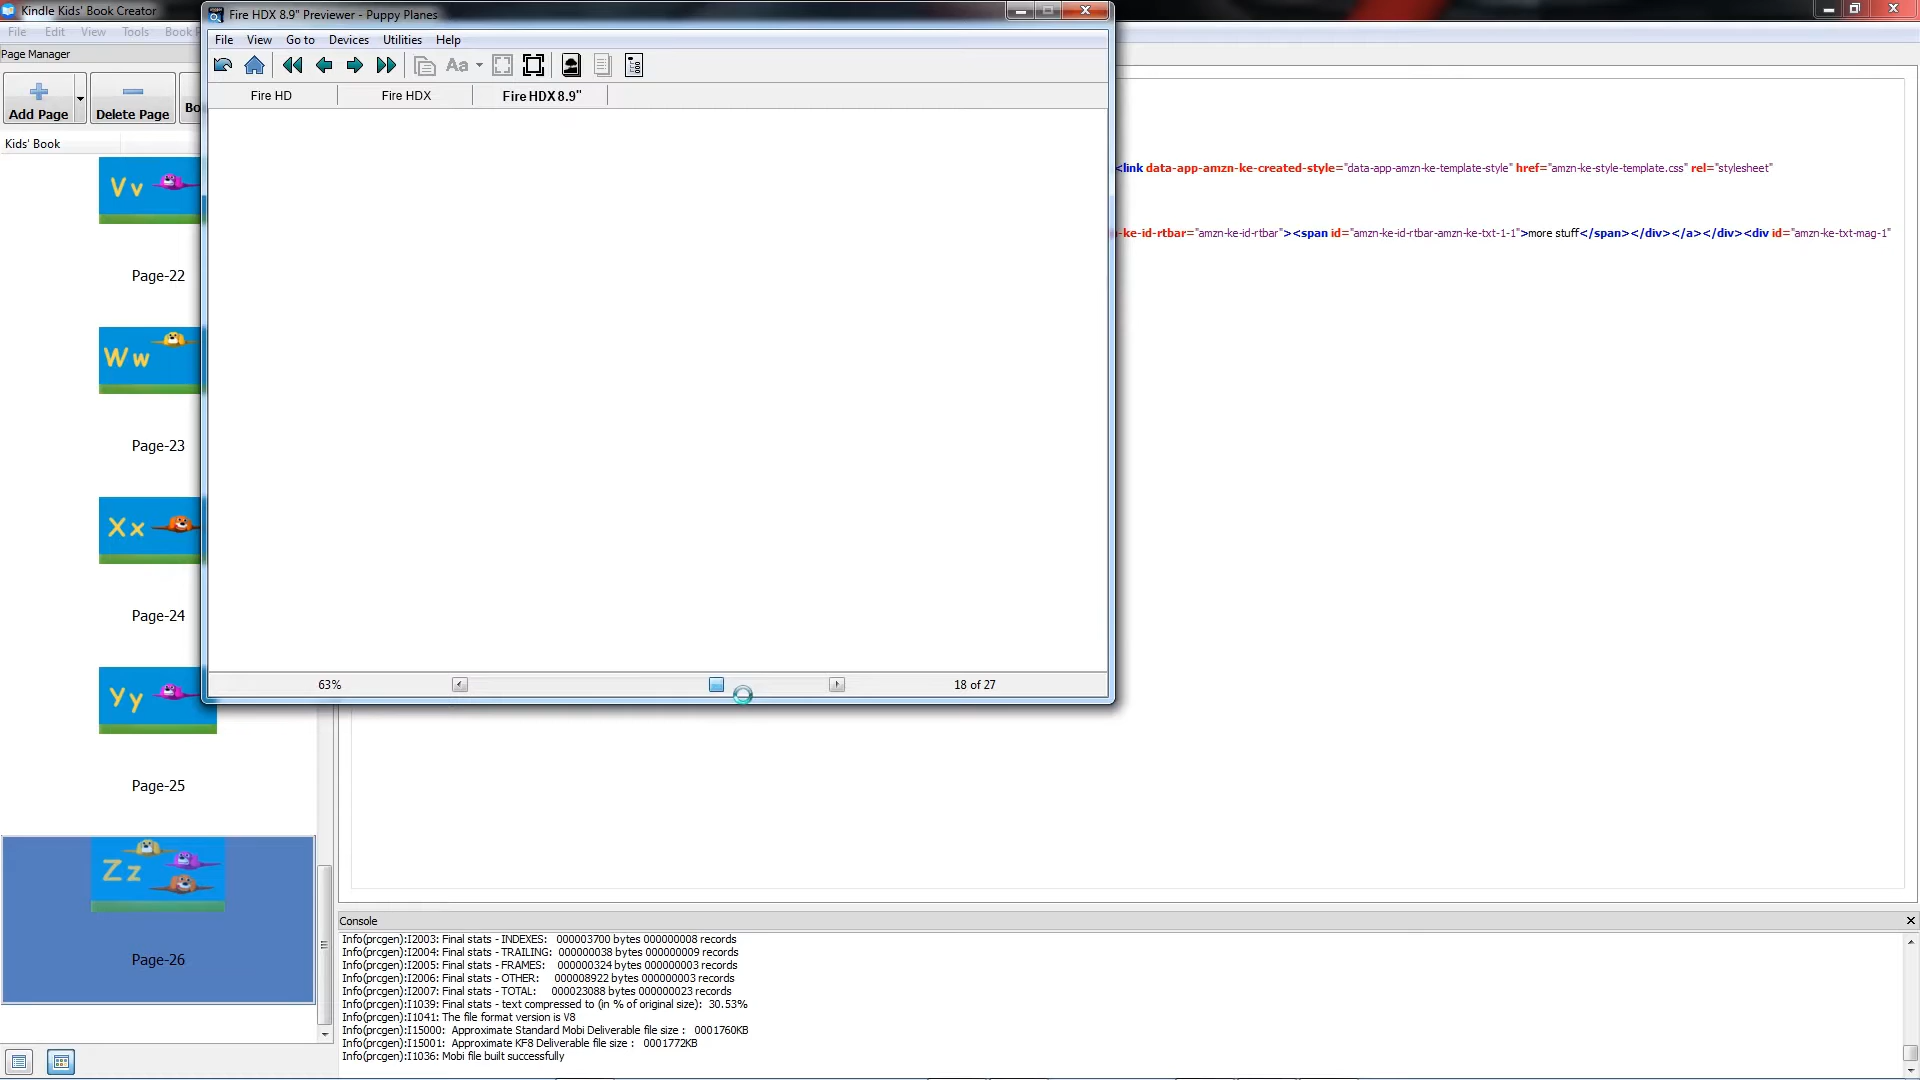 Kindle Kids' Book Creator
File Edit View Tools Book
Page Manager
Add Page
Delete Page
Bo
Kids' Book
Vv
Page-22
Ww
Page-23
Xx
Page-24
Yy
Page-25
Zz
Page-26
Fire HDX 8.9" Previewer - Puppy Planes
File View Go to Devices Utilities Help
Aa
Fire HD Fire HDX Fire HDX 8.9"
63% 18 of 27
<link data-app-amzn-ke-created-style="data-app-amzn-ke-template-style" href="amzn-ke-style-template.css" rel="stylesheet"
-ke-id-rtbar="amzn-ke-id-rtbar"><span id="amzn-ke-id-rtbar-amzn-ke-txt-1-1">more stuff</span></div></a></div><div id="amzn-ke-txt-mag-1"
Console
Info(prcgen):I2003: Final stats - INDEXES: 000003700 bytes 000000008 records
Info(prcgen):I2004: Final stats - TRAILING: 000000038 bytes 000000009 records
Info(prcgen):I2005: Final stats - FRAMES: 000000324 bytes 000000003 records
Info(prcgen):I2006: Final stats - OTHER: 000008922 bytes 000000003 records
Info(prcgen):I2007: Final stats - TOTAL: 000023088 bytes 000000023 records
Info(prcgen):I1039: Final stats - text compressed to (in % of original size): 30.53%
Info(prcgen):I1041: The file format version is V8
Info(prcgen):I15000: Approximate Standard Mobi Deliverable file size : 0001760KB
Info(prcgen):I15001: Approximate KF8 Deliverable file size : 0001772KB
Info(prcgen):I1036: Mobi file built successfully